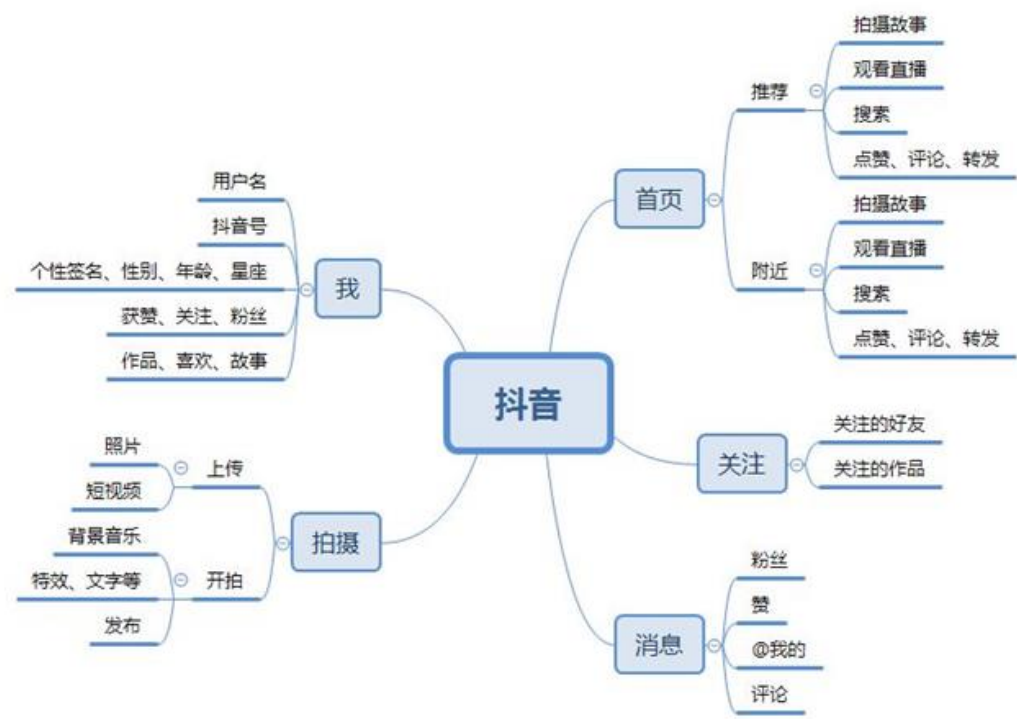 抖音
首页
推荐
拍摄故事
观看直播
搜索
点赞、评论、转发
附近
拍摄故事
观看直播
搜索
点赞、评论、转发
关注
关注的好友
关注的作品
消息
粉丝
赞
@我的
评论
我
用户名
抖音号
个性签名、性别、年龄、星座
获赞、关注、粉丝
作品、喜欢、故事
拍摄
上传
照片
短视频
开拍
背景音乐
特效、文字等
发布